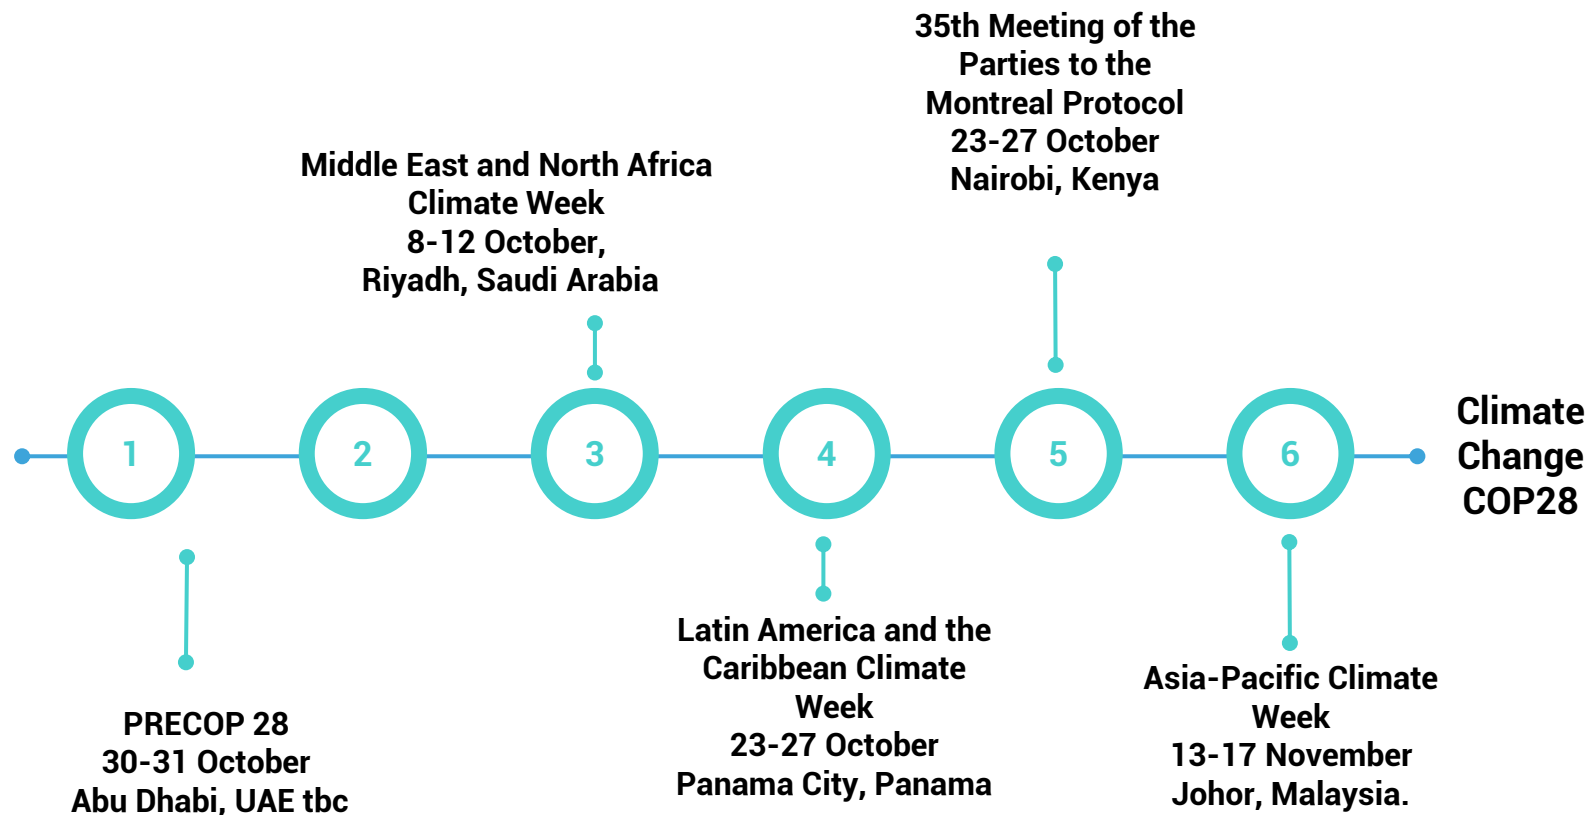 35th Meeting of the
Parties to the
Montreal Protocol
23-27 October
Nairobi, Kenya
Middle East and North Africa
Climate Week
8-12 October,
Riyadh, Saudi Arabia
1
2
3
4
5
6
Climate
Change
COP28
PRECOP 28
30-31 October
Abu Dhabi, UAE tbc
Latin America and the
Caribbean Climate
Week
23-27 October
Panama City, Panama
Asia-Pacific Climate
Week
13-17 November
Johor, Malaysia.